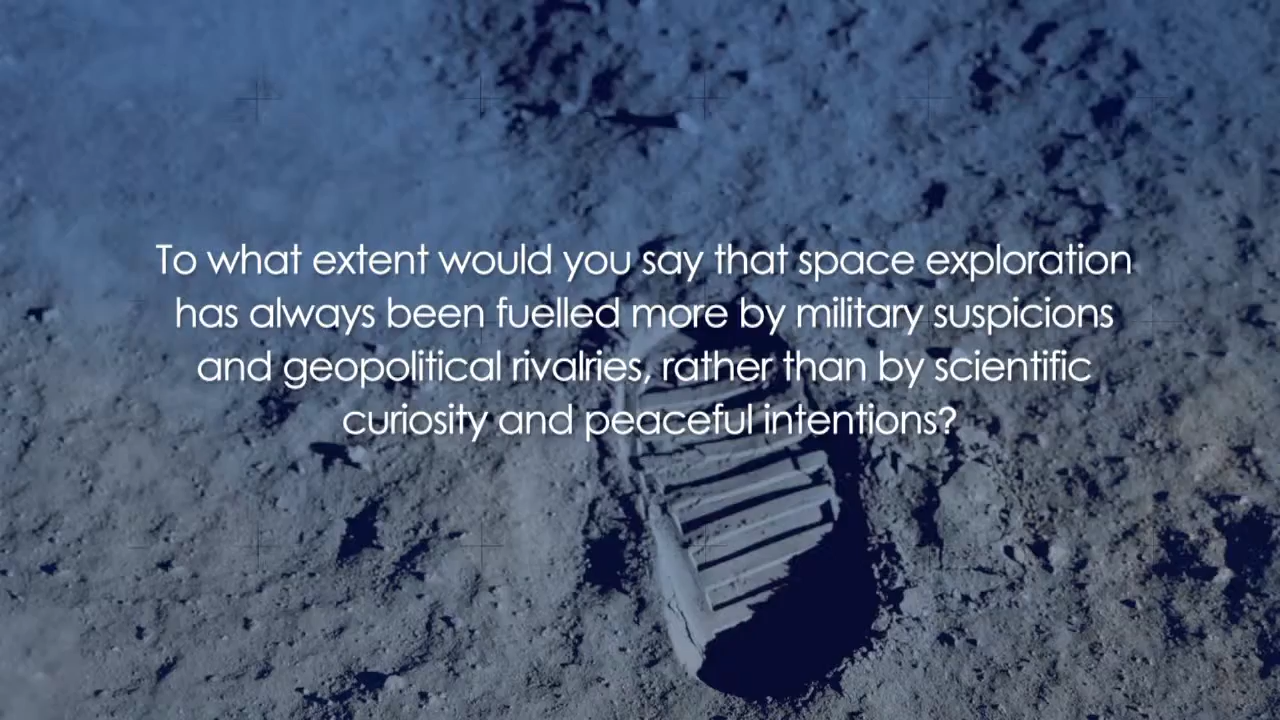 To what extent would you say that space exploration
has always been fuelled more by military suspicions
and geopolitical rivalries, rather than by scientific
curiosity and peaceful intentions?